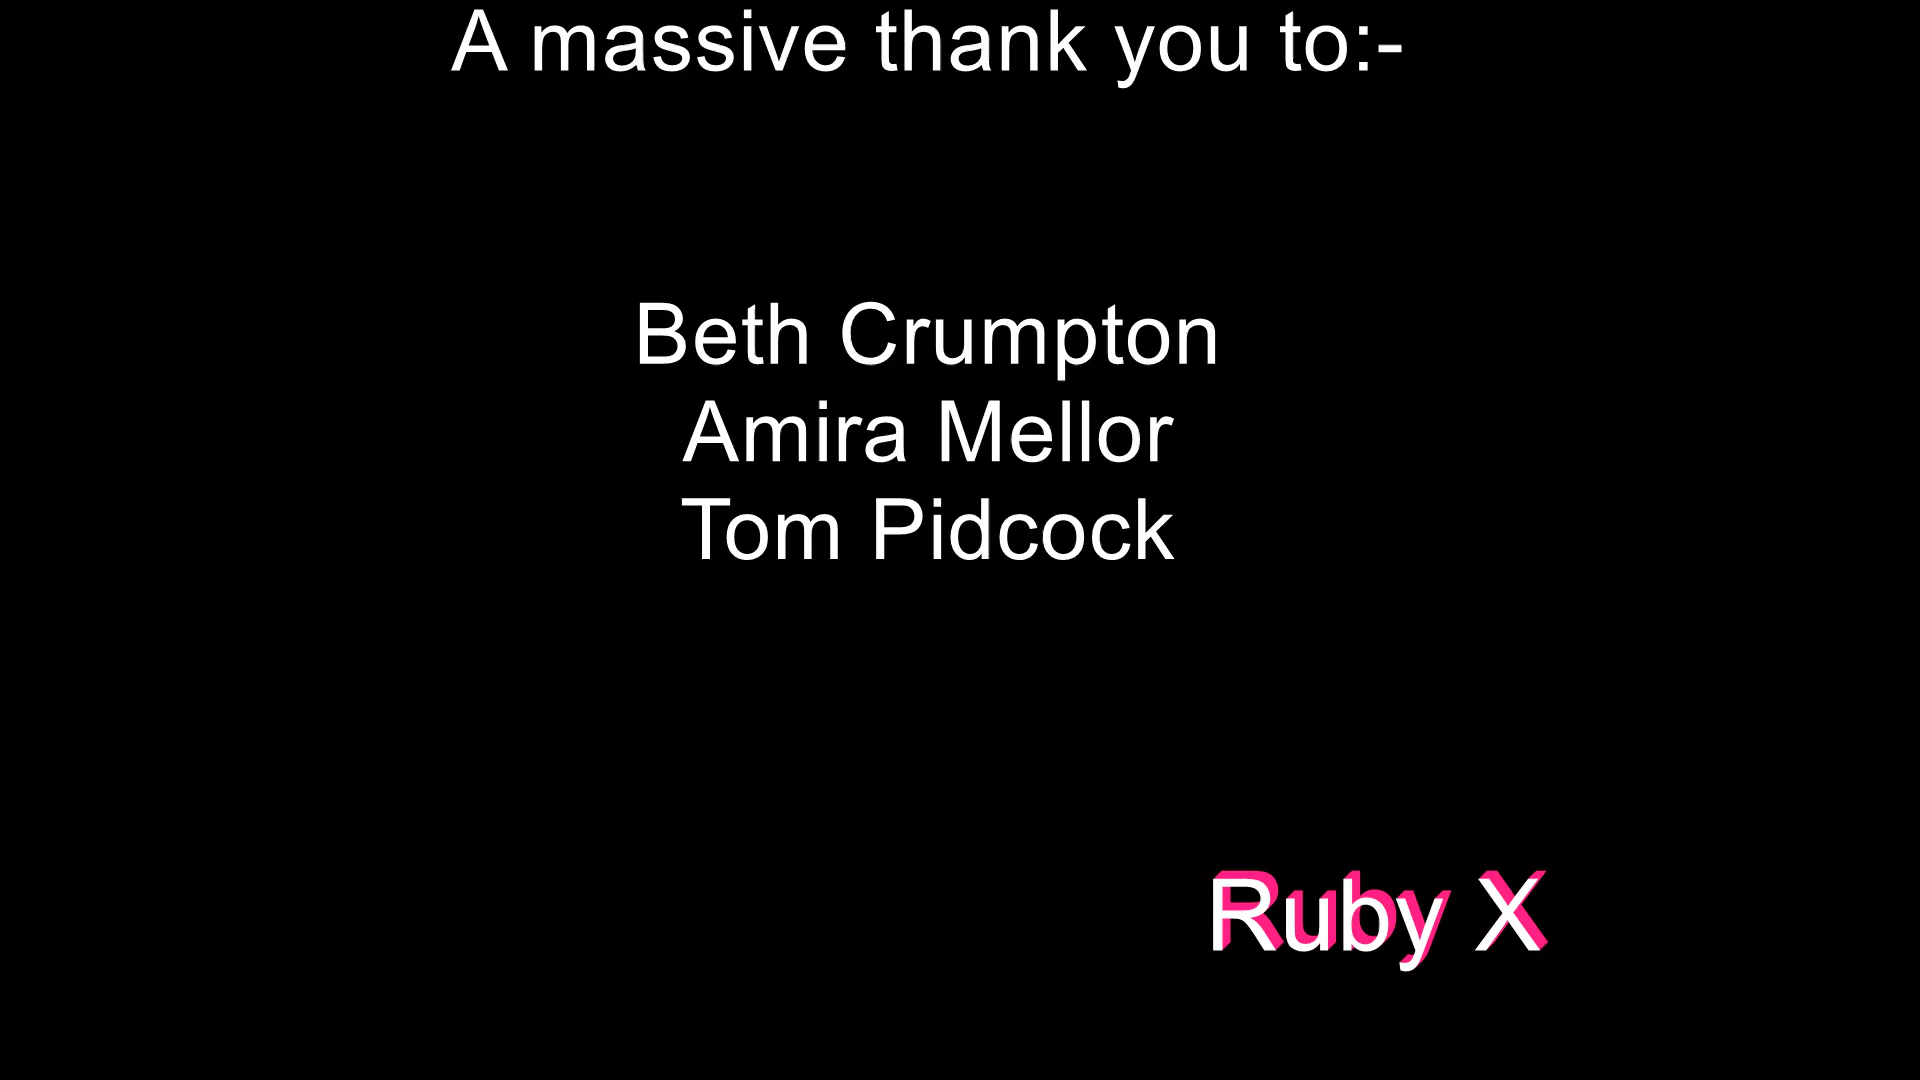 A massive thank you to:-
Beth Crumpton
Amira Mellor
Tom Pidcock
Ruby X